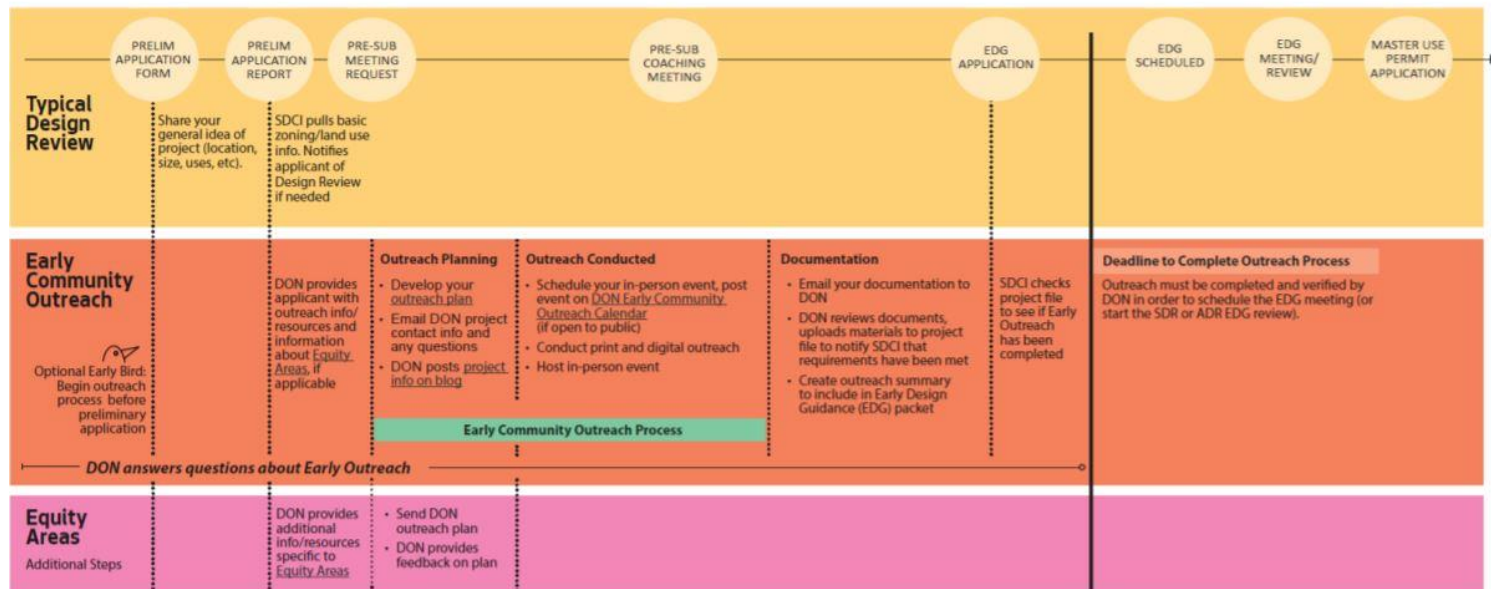 PRELIM
APPLICATION
FORM
PRELIM
APPLICATION
REPORT
PRE-SUB
MEETING
REQUEST
PRE-SUB
COACHING
MEETING
EDG
APPLICATION
EDG
SCHEDULED
EDG
MEETING/
REVIEW
MASTER USE
PERMIT
APPLICATION
Typical
Design
Review
Share your
general idea of
project (location,
size, uses, etc).
SDCI pulls basic
zoning/land use
info. Notifies
applicant of
Design Review
if needed
Early
Community
Outreach
Optional Early Bird:
Begin outreach
process before
preliminary
application
DON provides
applicant with
outreach info/
resources and
information
about Equity
Areas, if
applicable
Outreach Planning
• Develop your
outreach plan
• Email DON project
contact info and
any questions
• DON posts project
info on blog
Outreach Conducted
• Schedule your in-person event, post
event on DON Early Community
Outreach Calendar
(if open to public)
• Conduct print and digital outreach
• Host in-person event
Early Community Outreach Process
Documentation
• Email your documentation to
DON
• DON reviews documents,
uploads materials to project
file to notify SDCI that
requirements have been met
• Create outreach summary
to include in Early Design
Guidance (EDG) packet
SDCI checks
project file
to see if Early
Outreach
has been
completed
Deadline to Complete Outreach Process
Outreach must be completed and verified by
DON in order to schedule the EDG meeting (or
start the SDR or ADR EDG review).
DON answers questions about Early Outreach
Equity
Areas
Additional Steps
DON provides
additional
info/resources
specific to
Equity Areas
• Send DON
outreach plan
• DON provides
feedback on plan